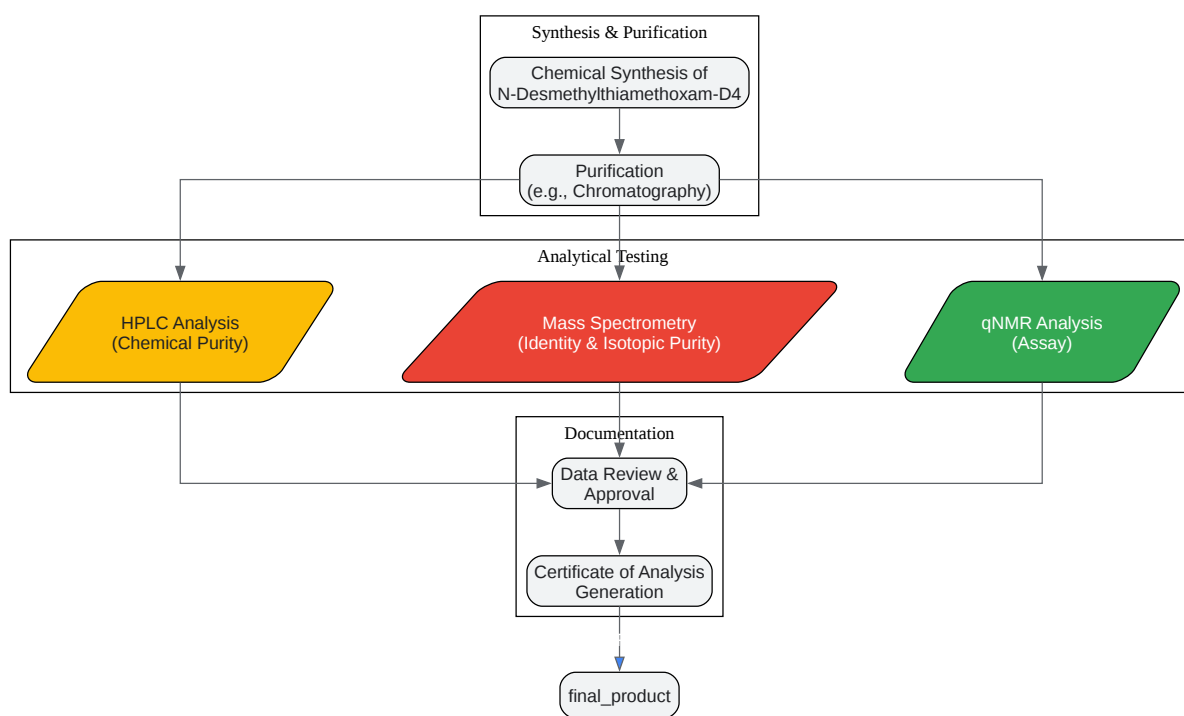 Synthesis & Purification
Chemical Synthesis of
N-Desmethylthiamethoxam-D4
Purification
(e.g., Chromatography)
Analytical Testing
HPLC Analysis
(Chemical Purity)
Mass Spectrometry
(Identity & Isotopic Purity)
qNMR Analysis
(Assay)
Documentation
Data Review &
Approval
Certificate of Analysis
Generation
final_product